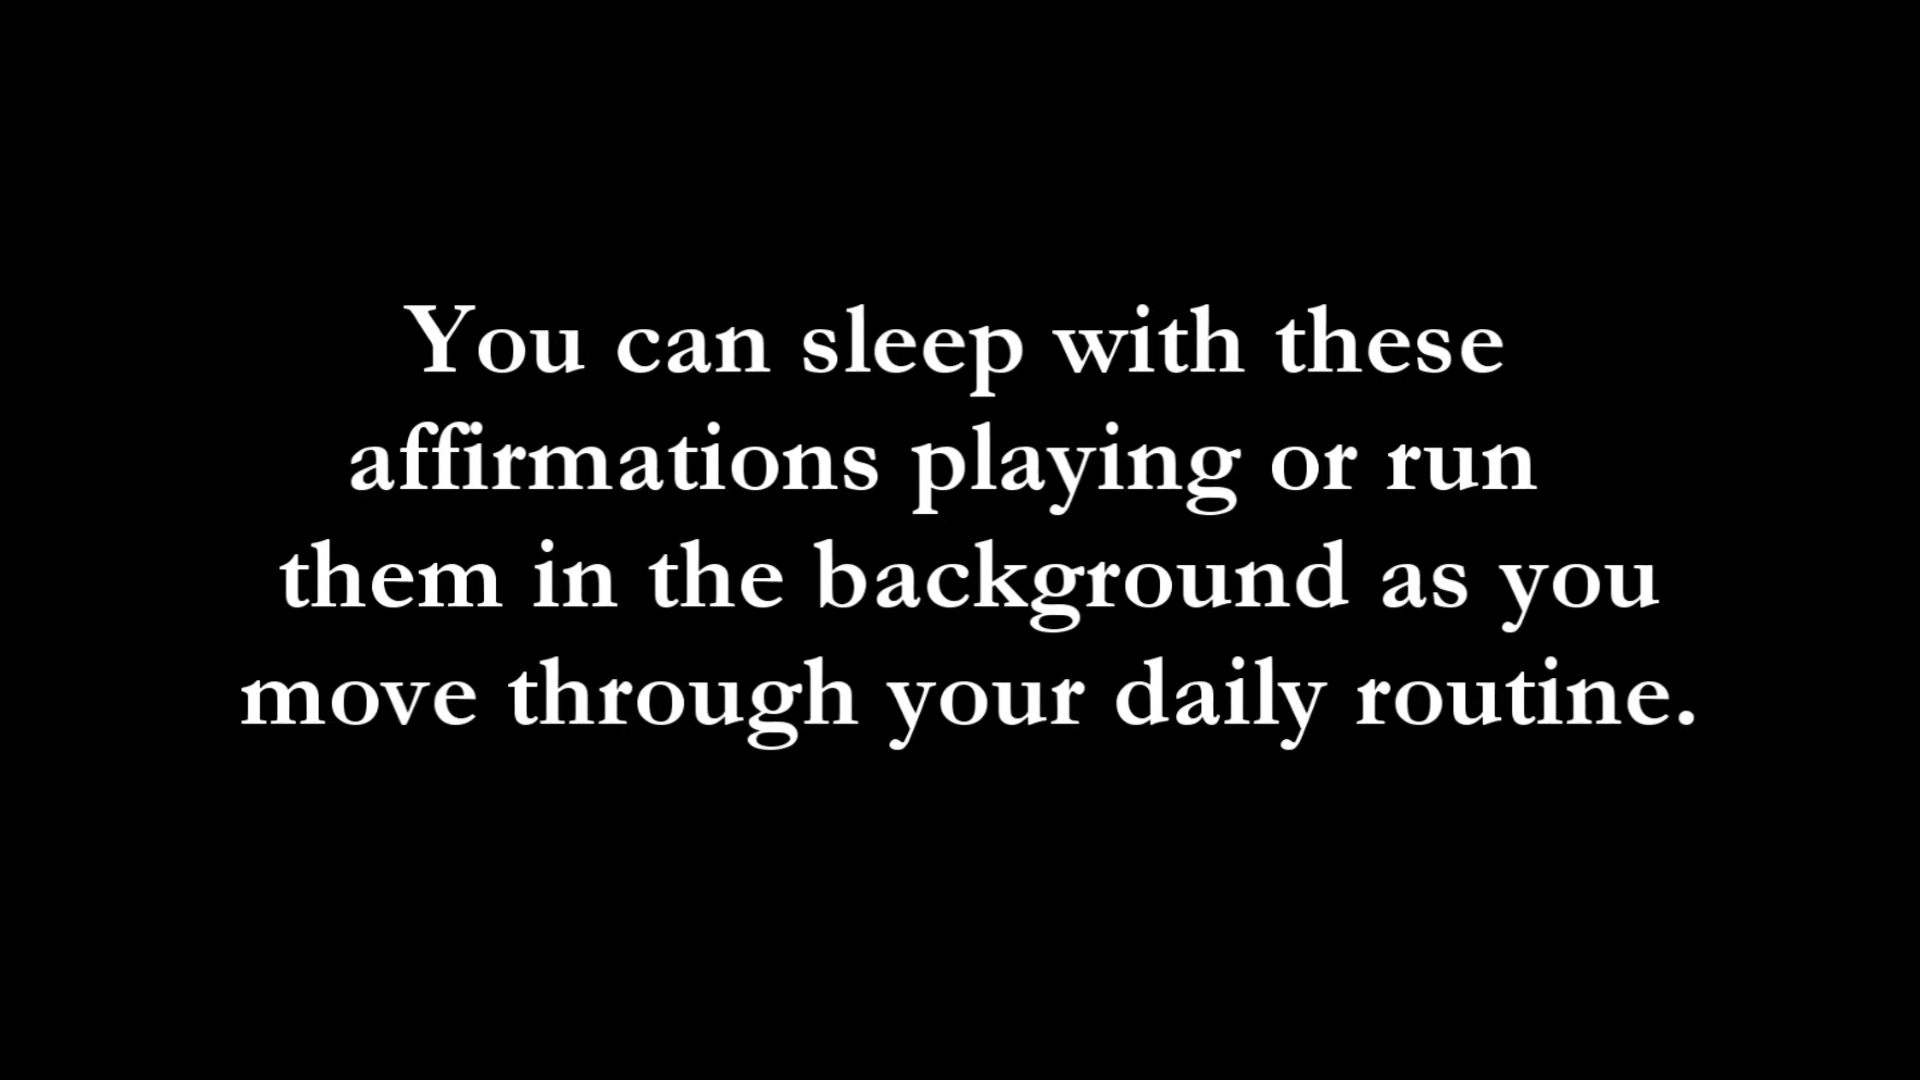 You can sleep with these
affirmations playing or run
them in the background as you
move through your daily routine.